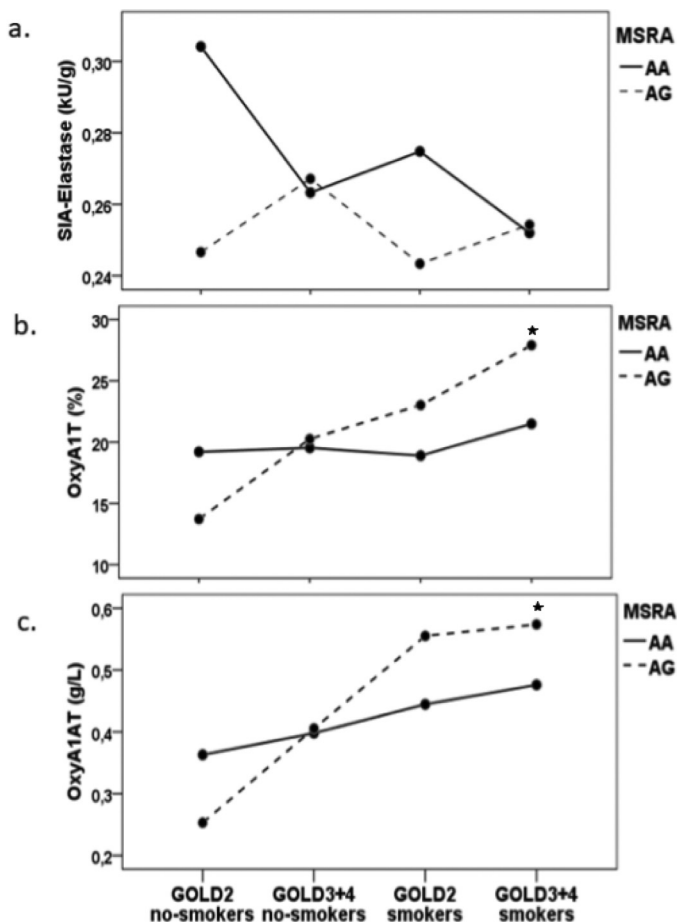 a.
SIA-Elastase (kU/g)
0,30
0,28
0,26
0,24
MSRA
AA
AG
b.
OxyA1T (%)
30
25
20
15
10
MSRA
AA
AG
c.
OxyA1AT (g/L)
0,6
0,5
0,4
0,3
0,2
MSRA
AA
AG
GOLD2 GOLD3+4 GOLD2 GOLD3+4
no-smokers no-smokers smokers smokers